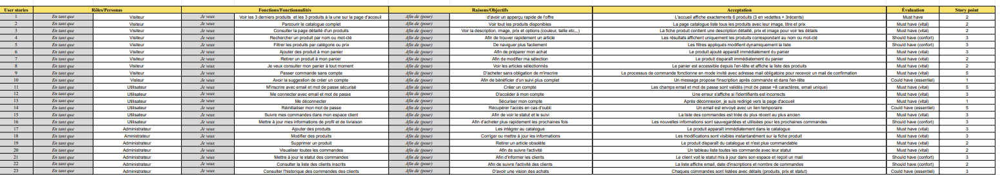 User stories Rôles/Personas Fonctions/Fonctionnalités Raisons/Objectifs Acceptation Évaluation Story point
1 En tant que Visiteur Je veux Voir les 3 derniers produits et les 3 produits à la une sur la page d'acceuil Afin de (pour) d'avoir un apperçu rapide de l'offre L'accueil affiche exactements 6 produits (3 en vedettes + 3récents) Must have 2
2 En tant que Visiteur Je veux Parcourir le catalogue complet Afin de (pour) Voir tout les produits disponibles La page catalogue liste tous les produits avec leur image, titre et prix Must have (vital) 2
3 En tant que Visiteur Je veux Consulter la page détaillé d'un produits Afin de (pour) Voir la description, image, prix et options (couleur, taille etc,,,) La fiche produit contient une description détaillé, prix et image pour voir les détails Must have (vital) 2
4 En tant que Visiteur Je veux Rechercher un produit par nom ou mot-clé Afin de (pour) Afin de trouver rapidement un article Les résultats affichent uniquement les produits correspondant au nom ou mot-clé Should have (confort) 3
5 En tant que Visiteur Je veux Filtrer les produits par catégorie ou prix Afin de (pour) De naviguer plus facilement Les filtres appliqués modifient dynamiquement la liste Should have (confort) 3
6 En tant que Visiteur Je veux Ajouter des produit à mon panier Afin de (pour) Afin de préparer mon achat Le produit ajouté apparaît immédiatement du panier Must have (vital) 3
7 En tant que Visiteur Je veux Retirer un produit à mon panier Afin de (pour) Afin de modifier ma sélection Le produit disparaît immédiatement du panier Must have (vital) 2
8 En tant que Visiteur Je veux Je veux consulter mon panier à tout moment Afin de (pour) Voir les articles sélectionnés Le panier est accessible depuis l'en-tête et affiche la liste des produits Must have (vital) 2
9 En tant que Visiteur Je veux Passer commande sans compte Afin de (pour) D'acheter sans obligation de m'inscrire Le processus de commande fonctionne en mode invité avec adresse mail obligatoire pour recevoir un mail de confirmation Must have (vital) 5
10 En tant que Visteur Je veux Avoir la suggestion de créer un compte Afin de (pour) Afin de bénéficier d'un suivi plus complet Un message propose l'inscription après commande et dans l'en-tête Could have (essentiel) 1
11 En tant que Utilisateur Je veux M'inscrire avec email et mot de passe sécurisé Afin de (pour) Créer un compte Les champs email et mot de passe sont validés (mot de passe >8 caractères, email unique) Must have (vital) 5
12 En tant que Utilisateur Je veux Me connecter avec email et mot de passe Afin de (pour) D'accéder à mon compte Une erreur s'affiche si l'identifiants est incorrects Must have (vital) 3
13 En tant que Utilisateur Je veux Me déconnecter Afin de (pour) Sécuriser mon compte Après déconnexion, je suis redirigé vers la page d'accueil Must have (vital) 1
14 En tant que Utilisateur Je veux Réinitialiser mon mot de passe Afin de (pour) Récupérer l'accès en cas d'oubli Un email est envoyé avec un lien temporaire Could have (essentiel) 5
15 En tant que Utilisateur Je veux Suivre mes commandes dans mon espace client Afin de (pour) Afin de voir le statut et le suivi La liste des commandes est triée du plus récent au plus ancien Must have (vital) 3
16 En tant que Utilisateur Je veux Mettre à jour mes informations de profil et de livraison Afin de (pour) Afin d'acheter plus rapidement les prochaines fois Les nouvelles informations sont sauvegardées et utilisées pour les prochaines commandes Should have (confort) 3
17 En tant que Administrateur Je veux Ajouter des produits Afin de (pour) Les intégrer au catalogue Le produit apparaît immédiatement dans le catalogue Must have (vital) 3
18 En tant que Aministrateur Je veux Modifier des produits Afin de (pour) Corriger ou mettre à jour les informations Les modifications sont visibles instantanément sur la fiche produit Must have (vital) 3
19 En tant que Administrateur Je veux Supprimer un produit Afin de (pour) Retirer un article obsolète Le produit disparaît du catalogue et n'est plus commandable Must have (vital) 2
20 En tant que Administrateur Je veux Visualiser toutes les commandes Afin de (pour) Afin de suivre l'activité Un tableau liste toutes les commande avec leur statut Must have (vital) 2
21 En tant que Administrateur Je veux Mettre à jour le statut des commandes Afin de (pour) Afin d'informer les clients Le client voit le statut mis à jour dans son espace et reçoit un mail Should have (confort) 3
22 En tant que Administrateur Je veux Consulter la liste des clients inscrits Afin de (pour) Afin de suivre l'activité des clients La liste affiche email, date d'inscriptions et nombre de commandes Should have (confort) 2
23 En tant que Administrateur Je veux Consulter l'historique des commandes des clients Afin de (pour) D'avoir une vision des achats Chaques commandes sont listées avec détails (produits, prix et statut) Could have (essentiel) 3